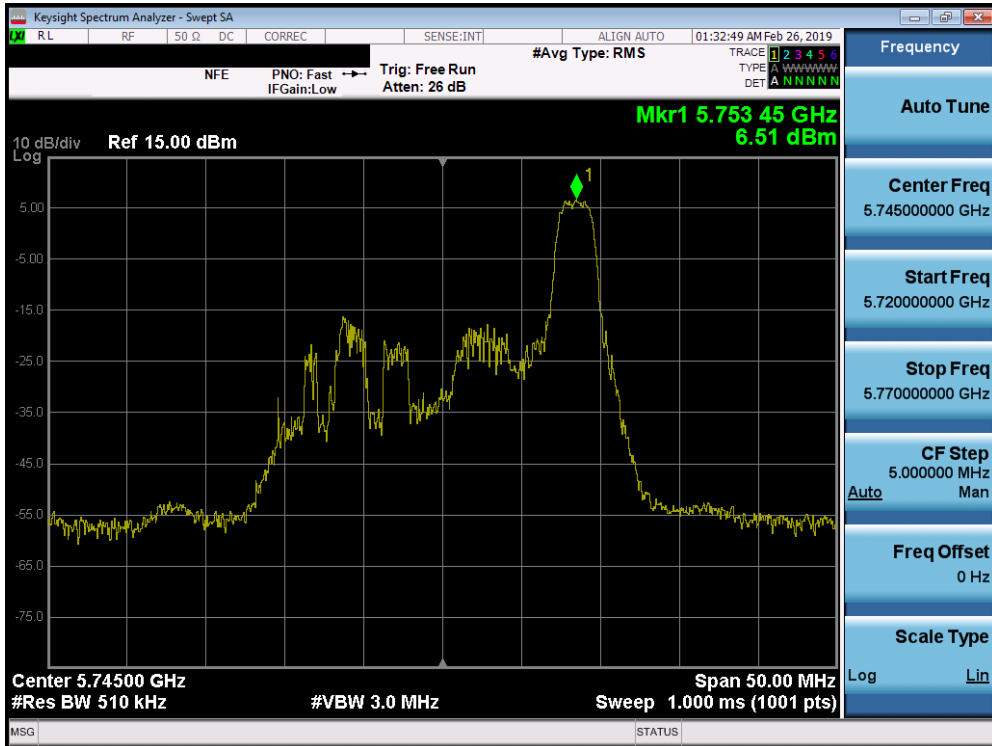 Keysight Spectrum Analyzer - Swept SA
LXI RL RF 50 Ω DC CORREC SENSE:INT ALIGN AUTO 01:32:49 AM Feb 26, 2019
#Avg Type: RMS
TRACE 1 2 3 4 5 6
TYPE A WWWWW
DET A N N N N N
NFE PNO: Fast Trig: Free Run
IFGain:Low Atten: 26 dB
Mkr1 5.753 45 GHz
6.51 dBm
10 dB/div Ref 15.00 dBm
Log
1
5.00
-5.00
-15.0
-25.0
-35.0
-45.0
-55.0
-65.0
-75.0
Center 5.74500 GHz Span 50.00 MHz
#Res BW 510 kHz #VBW 3.0 MHz Sweep 1.000 ms (1001 pts)
MSG STATUS
Frequency
Auto Tune
Center Freq
5.745000000 GHz
Start Freq
5.720000000 GHz
Stop Freq
5.770000000 GHz
CF Step
5.000000 MHz
Auto Man
Freq Offset
0 Hz
Scale Type
Log Lin